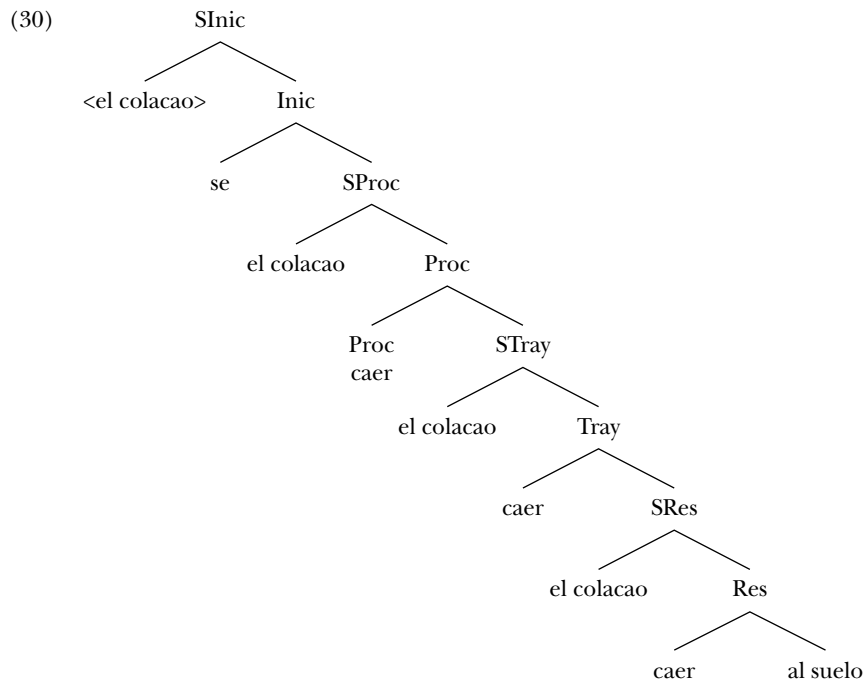 (30) SInic
<el colacao> Inic
se SProc
el colacao Proc
Proc STray
caer
el colacao Tray
caer SRes
el colacao Res
caer al suelo